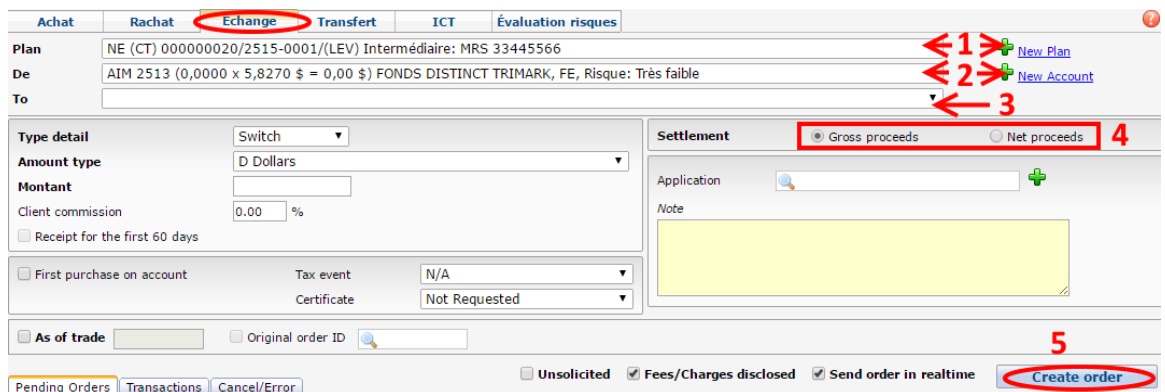 Achat Rachat Échange Transfert ICT Évaluation risques ?
Plan NE (CT) 000000020/2515-0001/(LEV) Intermédiaire: MRS 33445566 1 New Plan
De AIM 2513 (0,0000 x 5,8270 $ = 0,00 $) FONDS DISTINCT TRIMARK, FE, Risque: Très faible 2 New Account
To 3
Type detail Switch Settlement Gross proceeds Net proceeds 4
Amount type D Dollars
Montant Application
Client commission 0.00 % Note
Receipt for the first 60 days
First purchase on account Tax event N/A
Certificate Not Requested
As of trade Original order ID
5
Pending Orders Transactions Cancel/Error Unsolicited Fees/Charges disclosed Send order in realtime Create order